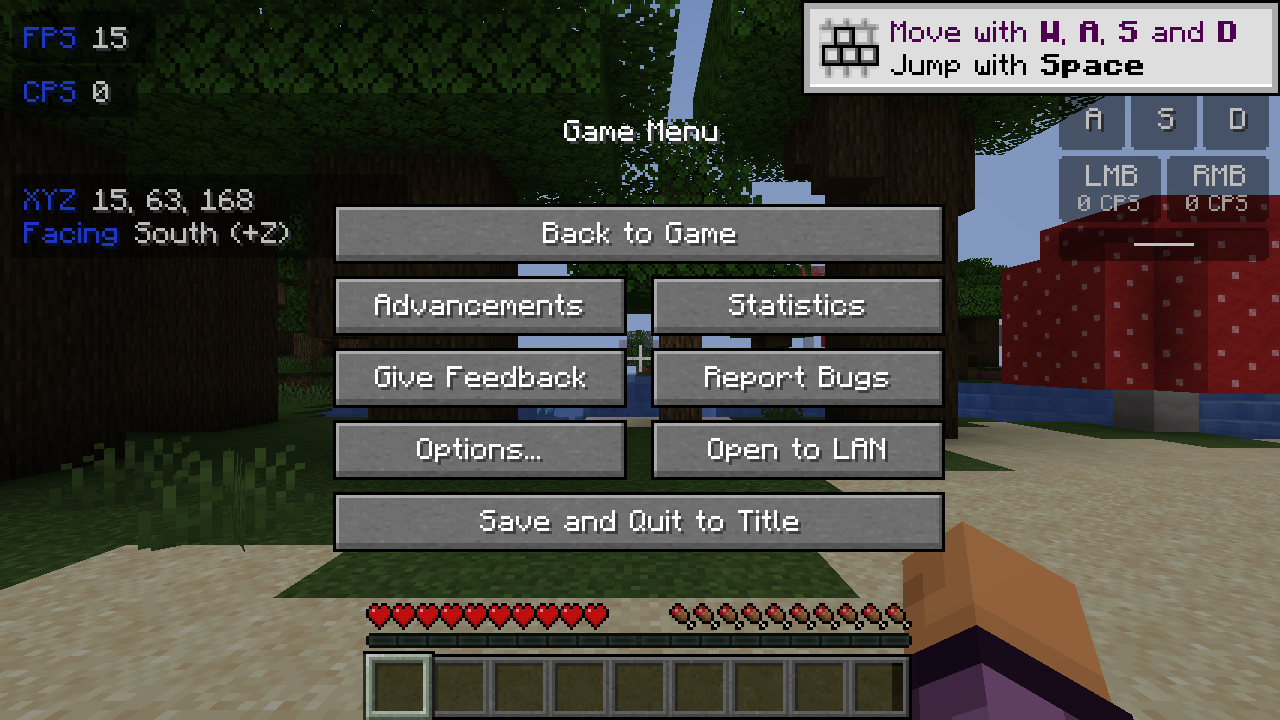 FPS 15
Move with W, A, S and D
Jump with Space
CPS 0
A S D
Game Menu
LMB RMB
0 CPS 0 CPS
XYZ 15, 63, 168
Facing South (+Z)
Back to Game
Advancements
Statistics
Give Feedback
Report Bugs
Options...
Open to LAN
Save and Quit to Title